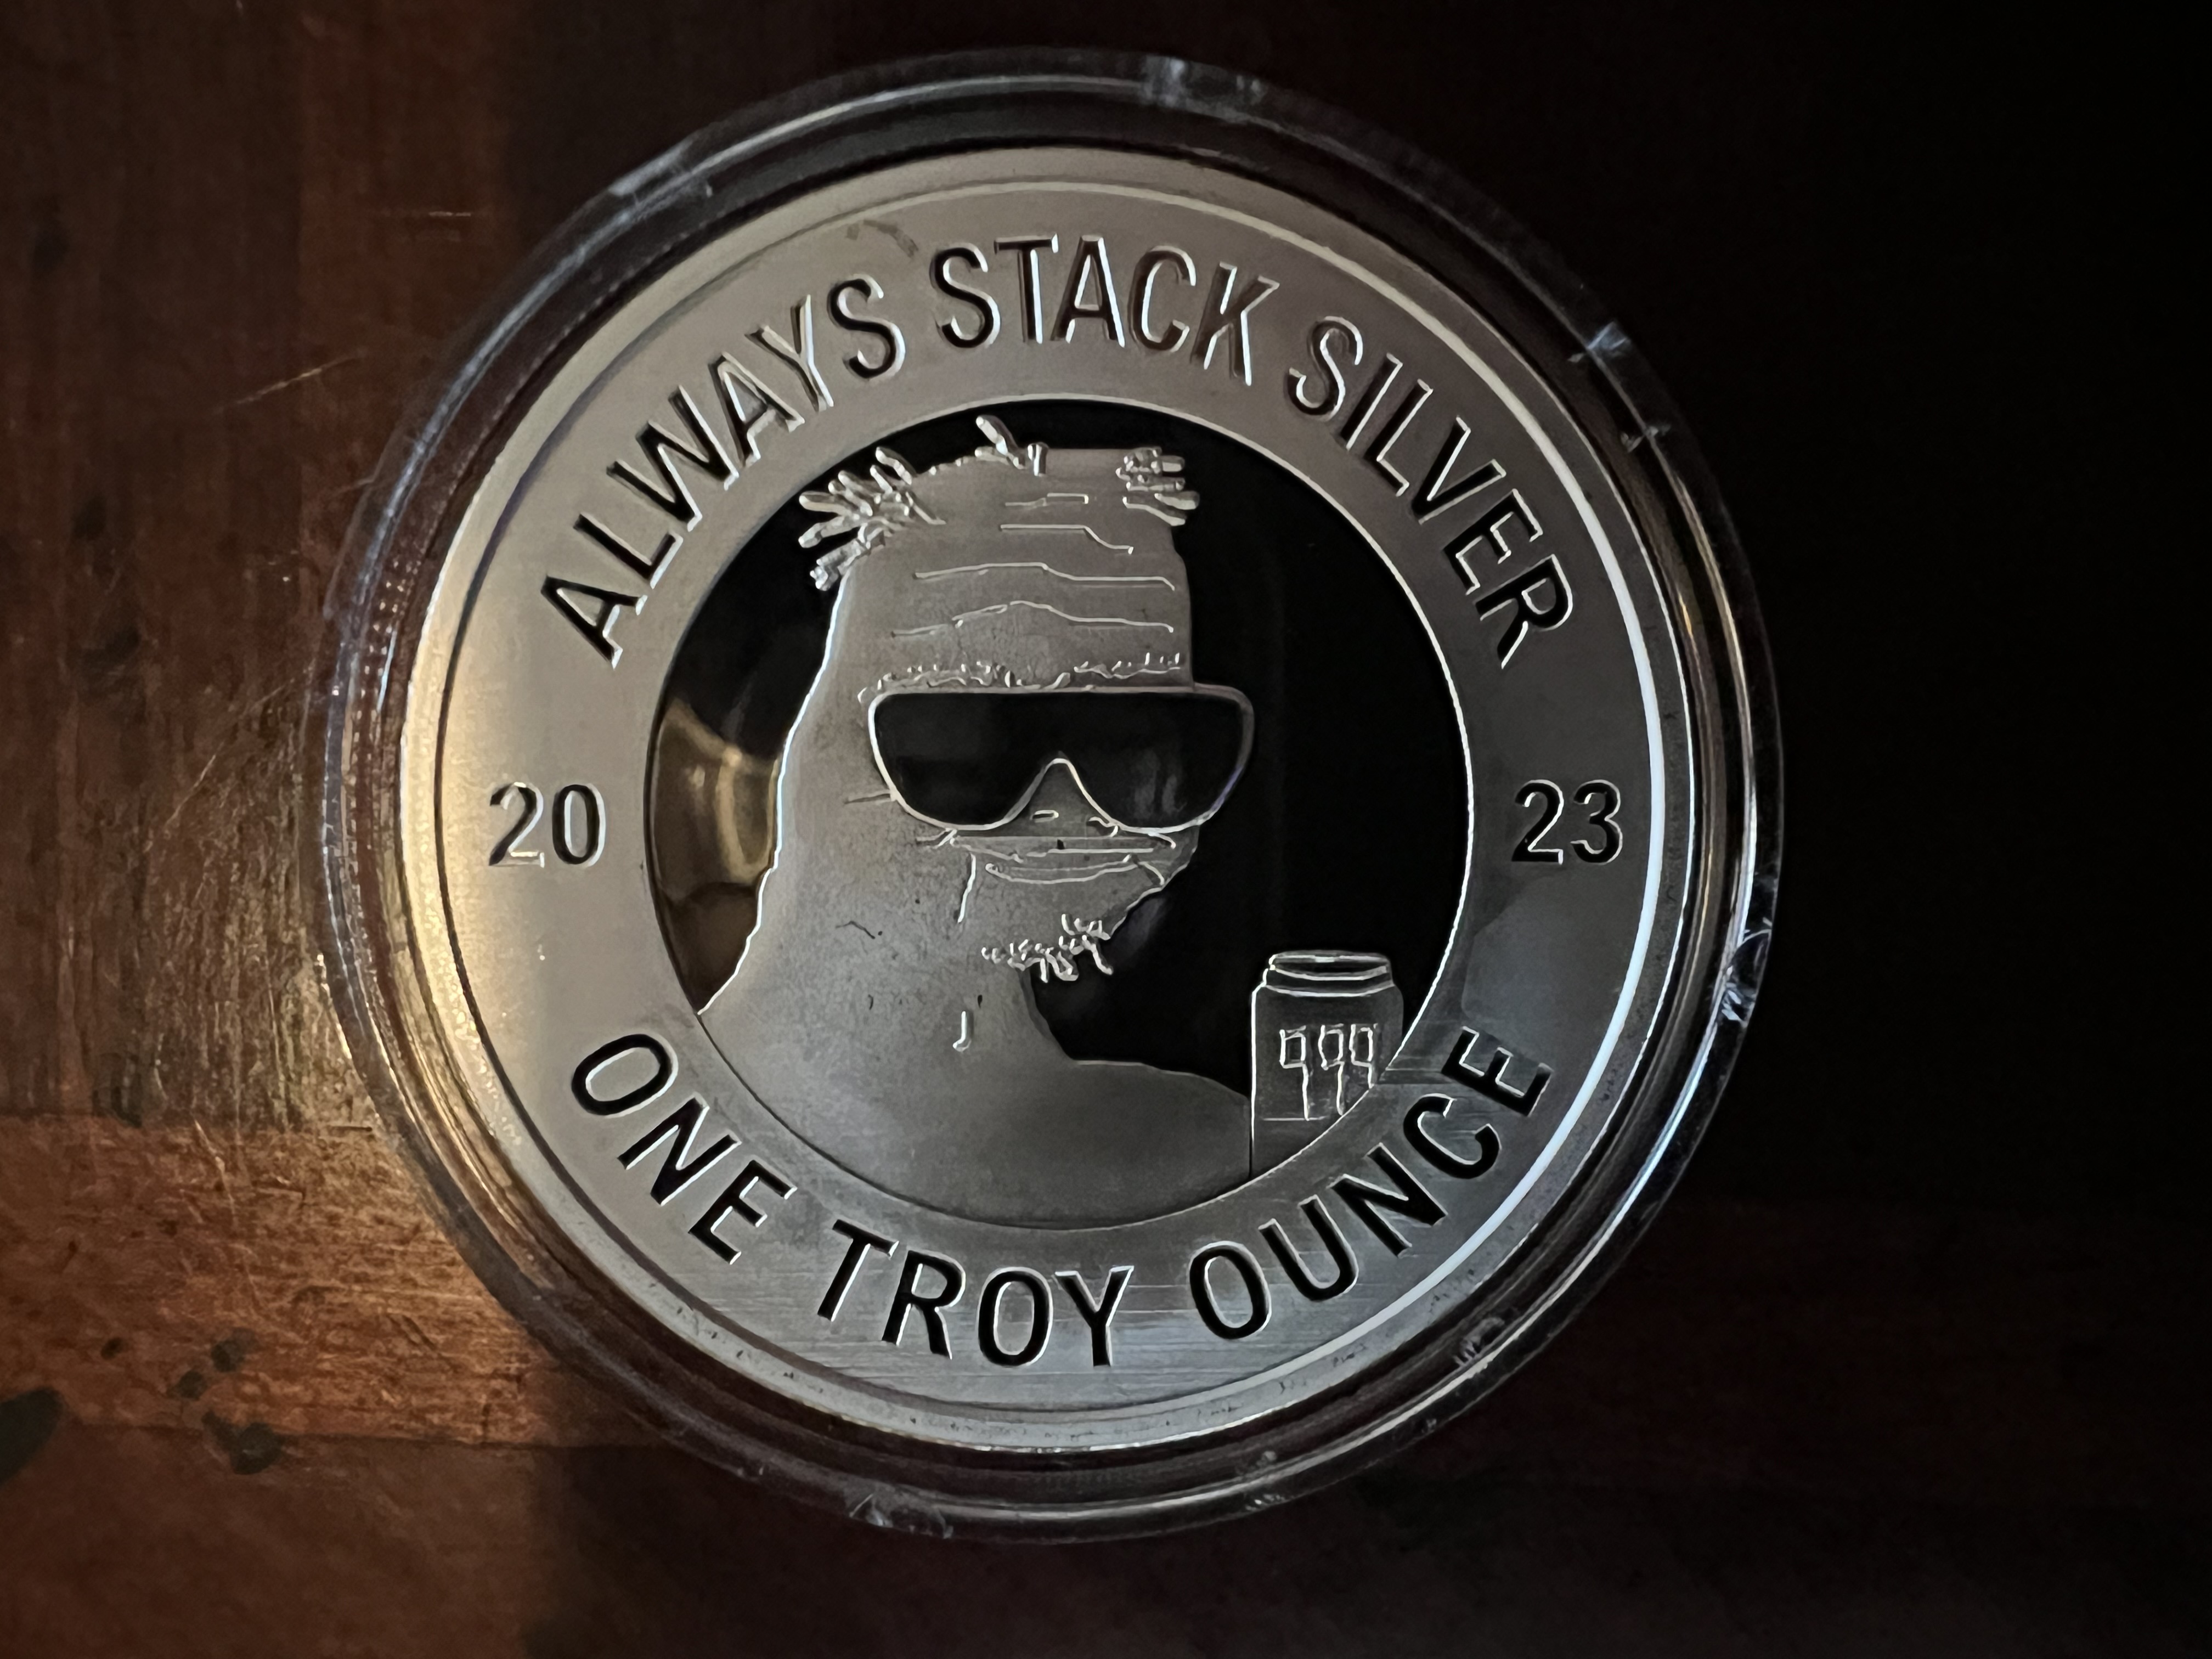 ALWAYS STACK SILVER
20 23
999
ONE TROY OUNCE